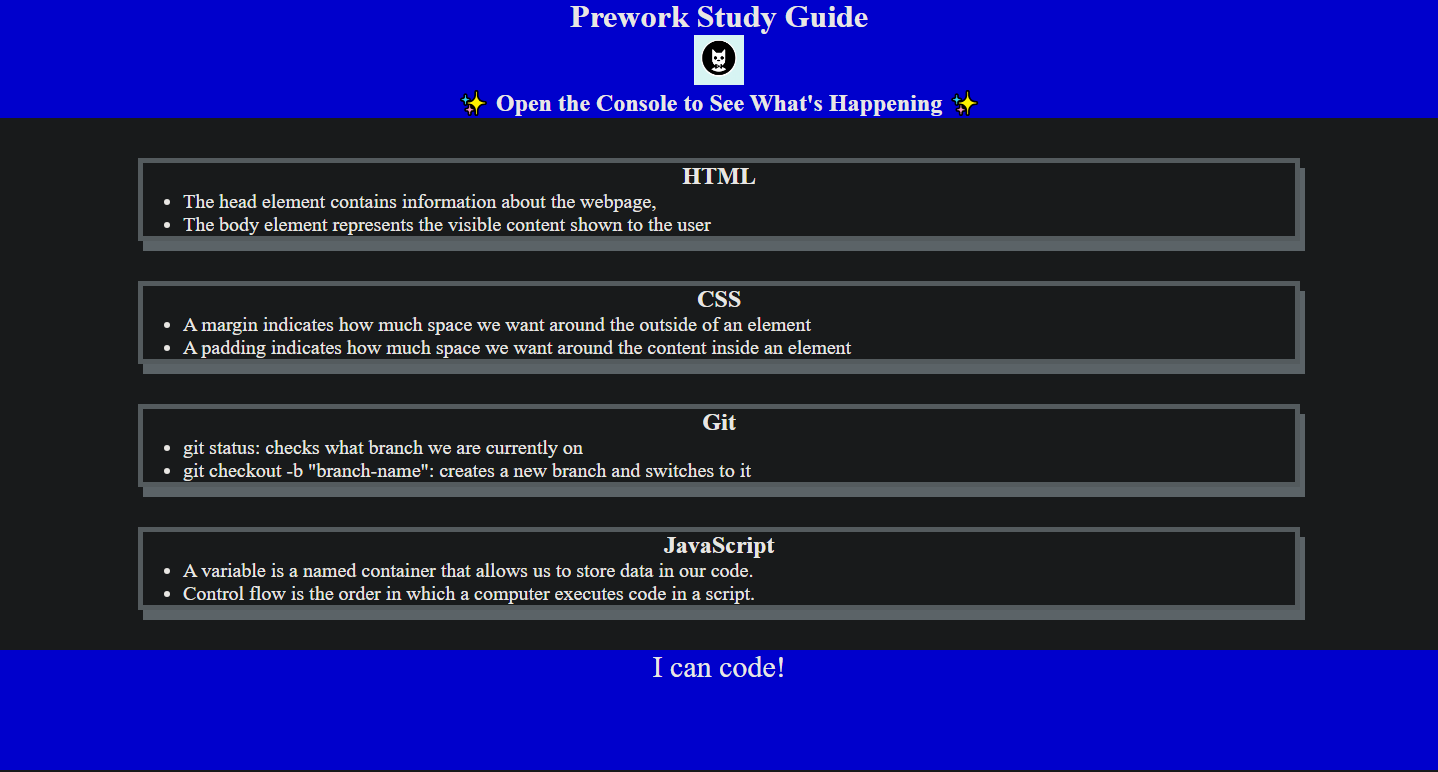 Prework Study Guide
✨ Open the Console to See What's Happening ✨
HTML
• The head element contains information about the webpage,
• The body element represents the visible content shown to the user
CSS
• A margin indicates how much space we want around the outside of an element
• A padding indicates how much space we want around the content inside an element
Git
• git status: checks what branch we are currently on
• git checkout -b "branch-name": creates a new branch and switches to it
JavaScript
• A variable is a named container that allows us to store data in our code.
• Control flow is the order in which a computer executes code in a script.
I can code!